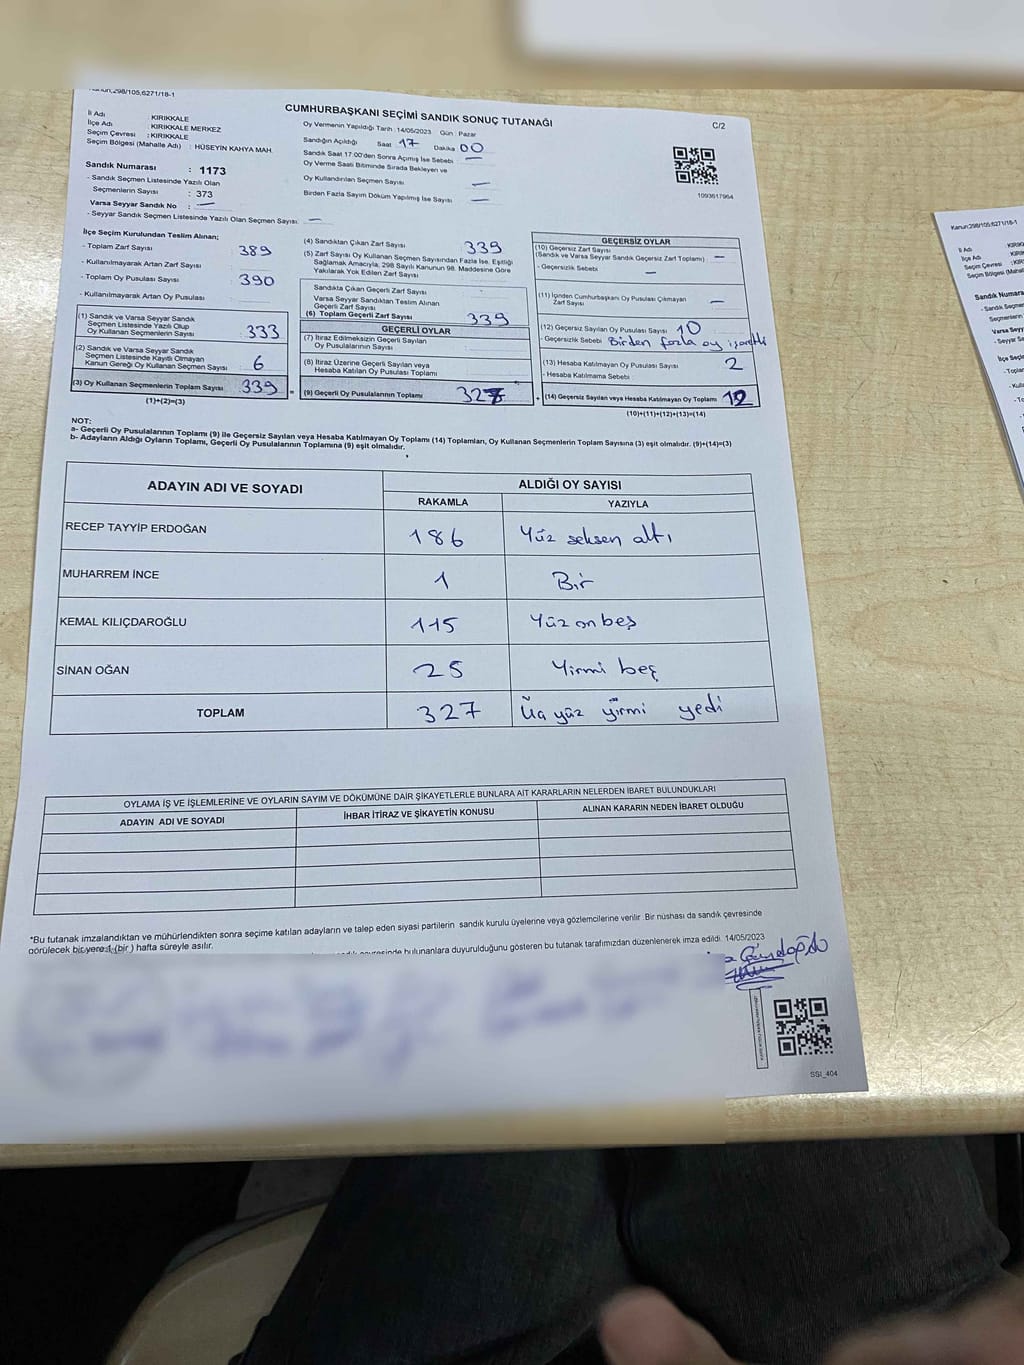 CUMHURBAŞKANI SEÇİMİ SANDIK SONUÇ TUTANAĞI
C/2
İl Adı : KIRIKKALE
İlçe Adı : KIRIKKALE MERKEZ
Seçim Çevresi : KIRIKKALE
Seçim Bölgesi (Mahalle Adı) : HÜSEYİN KAHYA MAH.
Oy Vermenin Yapıldığı Tarih : 14/05/2023 Gün : Pazar
Sandığın Açıldığı Saat 17 Dakika 00
Sandık Saat 17:00'den Sonra Açılmış İse Sebebi —
Oy Verme Saati Bitiminde Sırada Bekleyen ve
Oy Kullandırılan Seçmen Sayısı —
Birden Fazla Sayım Döküm Yapılmış İse Sayısı —
1093617964
Sandık Numarası : 1173
- Sandık Seçmen Listesinde Yazılı Olan
Seçmenlerin Sayısı : 373
Varsa Seyyar Sandık No : —
- Seyyar Sandık Seçmen Listesinde Yazılı Olan Seçmen Sayısı: —
İlçe Seçim Kurulundan Teslim Alınan;
- Toplam Zarf Sayısı 389
- Kullanılmayarak Artan Zarf Sayısı
- Toplam Oy Pusulası Sayısı 390
- Kullanılmayarak Artan Oy Pusulası
(1) Sandık ve Varsa Seyyar Sandık
Seçmen Listesinde Yazılı Olup
Oy Kullanan Seçmenlerin Sayısı 333
(2) Sandık ve Varsa Seyyar Sandık
Seçmen Listesinde Kayıtlı Olmayan
Kanun Gereği Oy Kullanan Seçmen Sayısı 6
(3) Oy Kullanan Seçmenlerin Toplam Sayısı 339
(1)+(2)=(3)
(4) Sandıktan Çıkan Zarf Sayısı 339
(5) Zarf Sayısı Oy Kullanan Seçmen Sayısından Fazla İse, Eşitliği
Sağlamak Amacıyla, 298 Sayılı Kanunun 98. Maddesine Göre
Yakılarak Yok Edilen Zarf Sayısı
Sandıkta Çıkan Geçerli Zarf Sayısı
Varsa Seyyar Sandıktan Teslim Alınan
Geçerli Zarf Sayısı
(6) Toplam Geçerli Zarf Sayısı 339
GEÇERLİ OYLAR
(7) İtiraz Edilmeksizin Geçerli Sayılan
Oy Pusulalarının Sayısı
(8) İtiraz Üzerine Geçerli Sayılan veya
Hesaba Katılan Oy Pusulası Toplamı
= (9) Geçerli Oy Pusulalarının Toplamı 327
GEÇERSİZ OYLAR
(10) Geçersiz Zarf Sayısı
(Sandık ve Varsa Seyyar Sandık Geçersiz Zarf Toplamı) —
- Geçersizlik Sebebi —
(11) İçinden Cumhurbaşkanı Oy Pusulası Çıkmayan
Zarf Sayısı —
(12) Geçersiz Sayılan Oy Pusulası Sayısı 10
- Geçersizlik Sebebi Birden fazla oy işaretli
(13) Hesaba Katılmayan Oy Pusulası Sayısı 2
- Hesaba Katılmama Sebebi
+ (14) Geçersiz Sayılan veya Hesaba Katılmayan Oy Toplamı 12
(10)+(11)+(12)+(13)=(14)
NOT:
a- Geçerli Oy Pusulalarının Toplamı (9) ile Geçersiz Sayılan veya Hesaba Katılmayan Oy Toplamı (14) Toplamları, Oy Kullanan Seçmenlerin Toplam Sayısına (3) eşit olmalıdır. (9)+(14)=(3)
b- Adayların Aldığı Oyların Toplamı, Geçerli Oy Pusulalarının Toplamına (9) eşit olmalıdır.
ADAYIN ADI VE SOYADI ALDIĞI OY SAYISI
RAKAMLA YAZIYLA
RECEP TAYYİP ERDOĞAN 186 Yüz seksen altı
MUHARREM İNCE 1 Bir
KEMAL KILIÇDAROĞLU 115 Yüz on beş
SİNAN OĞAN 25 Yirmi beş
TOPLAM 327 Üç yüz yirmi yedi
OYLAMA İŞ VE İŞLEMLERİNE VE OYLARIN SAYIM VE DÖKÜMÜNE DAİR ŞİKAYETLERLE BUNLARA AİT KARARLARIN NELERDEN İBARET BULUNDUKLARI
ADAYIN ADI VE SOYADI İHBAR İTİRAZ VE ŞİKAYETİN KONUSU ALINAN KARARIN NEDEN İBARET OLDUĞU
*Bu tutanak imzalandıktan ve mühürlendikten sonra seçime katılan adayların ve talep eden siyasi partilerin sandık kurulu üyelerine veya gözlemcilerine verilir. Bir nüshası da sandık çevresinde
görülecek bir yere 1 (bir ) hafta süreyle asılır.
çevresinde bulunanlara duyurulduğunu gösteren bu tutanak tarafımızdan düzenlenerek imza edildi. 14/05/2023
SSI_404